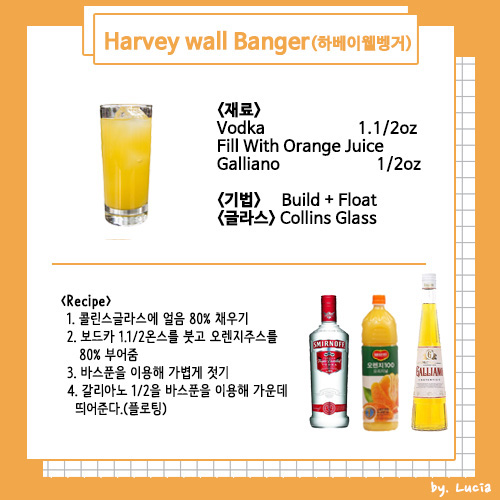 Harvey wall Banger(하베이웰벵거)
<재료>
Vodka 1.1/2oz
Fill With Orange Juice
Galliano 1/2oz
<기법> Build + Float
<글라스> Collins Glass
<Recipe>
1. 콜린스글라스에 얼음 80% 채우기
2. 보드카 1.1/2온스를 붓고 오렌지주스를
80% 부어줌
3. 바스푼을 이용해 가볍게 젓기
4. 갈리아노 1/2을 바스푼을 이용해 가운데
띄어준다.(플로팅)
SMIRNOFF
오렌지100
GALLIANO
by. Lucia